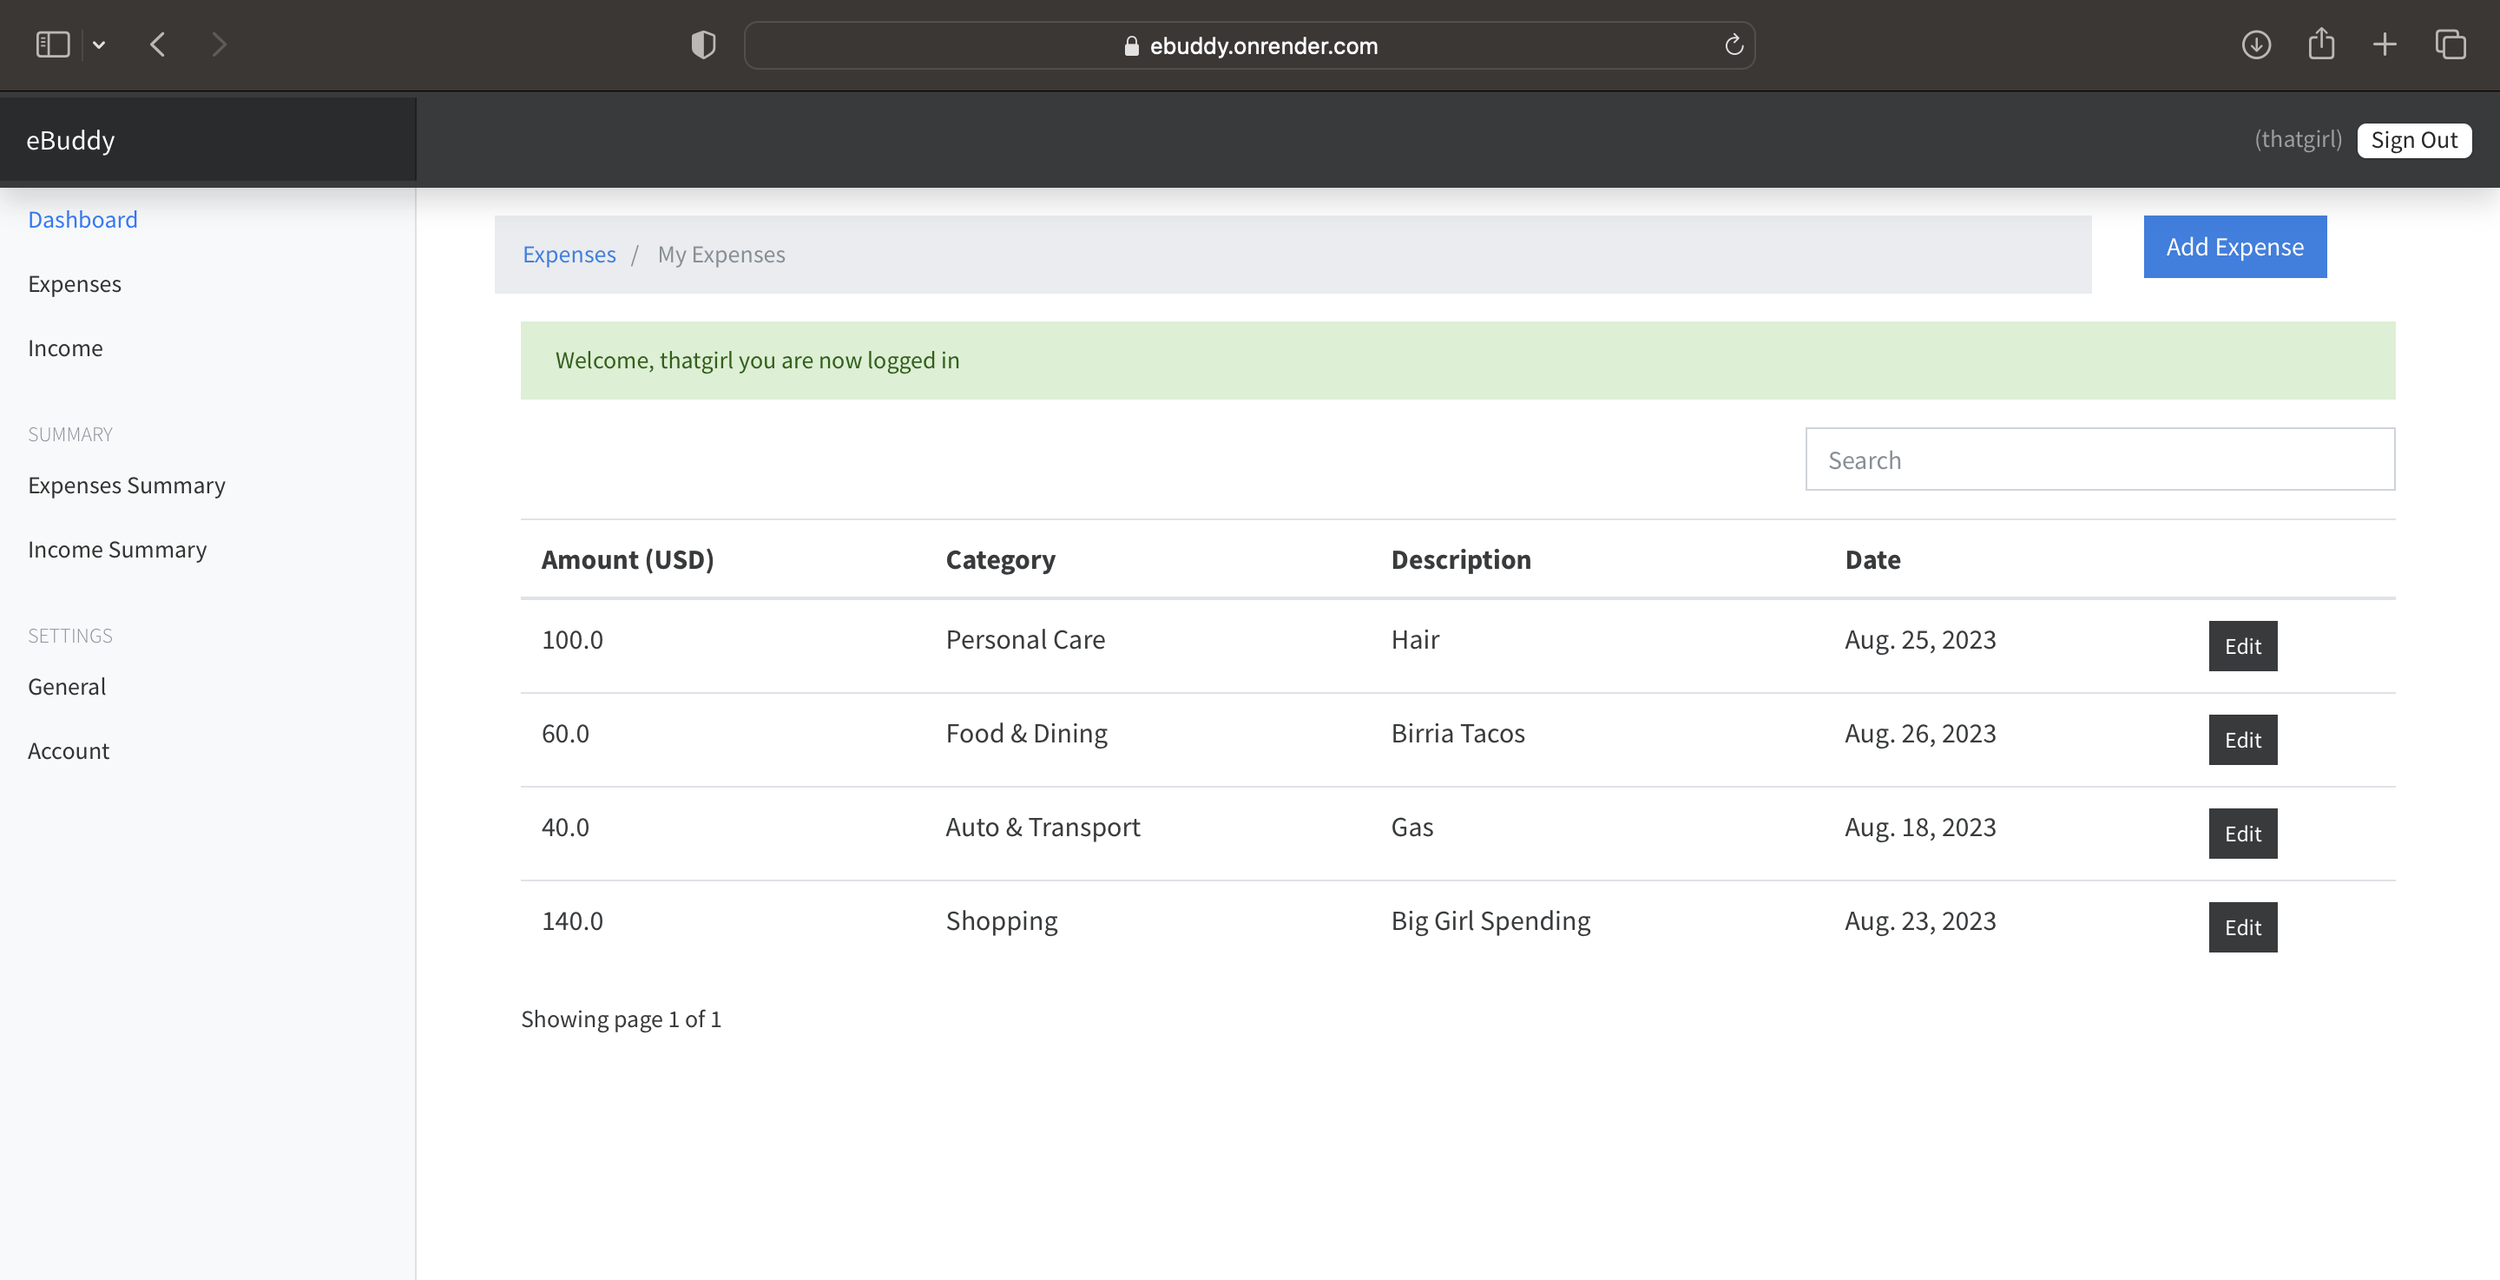 ebuddy.onrender.com
eBuddy
(thatgirl) Sign Out
Dashboard
Expenses
Income
SUMMARY
Expenses Summary
Income Summary
SETTINGS
General
Account
Expenses / My Expenses
Add Expense
Welcome, thatgirl you are now logged in
Search
Amount (USD) Category Description Date
100.0 Personal Care Hair Aug. 25, 2023 Edit
60.0 Food & Dining Birria Tacos Aug. 26, 2023 Edit
40.0 Auto & Transport Gas Aug. 18, 2023 Edit
140.0 Shopping Big Girl Spending Aug. 23, 2023 Edit
Showing page 1 of 1